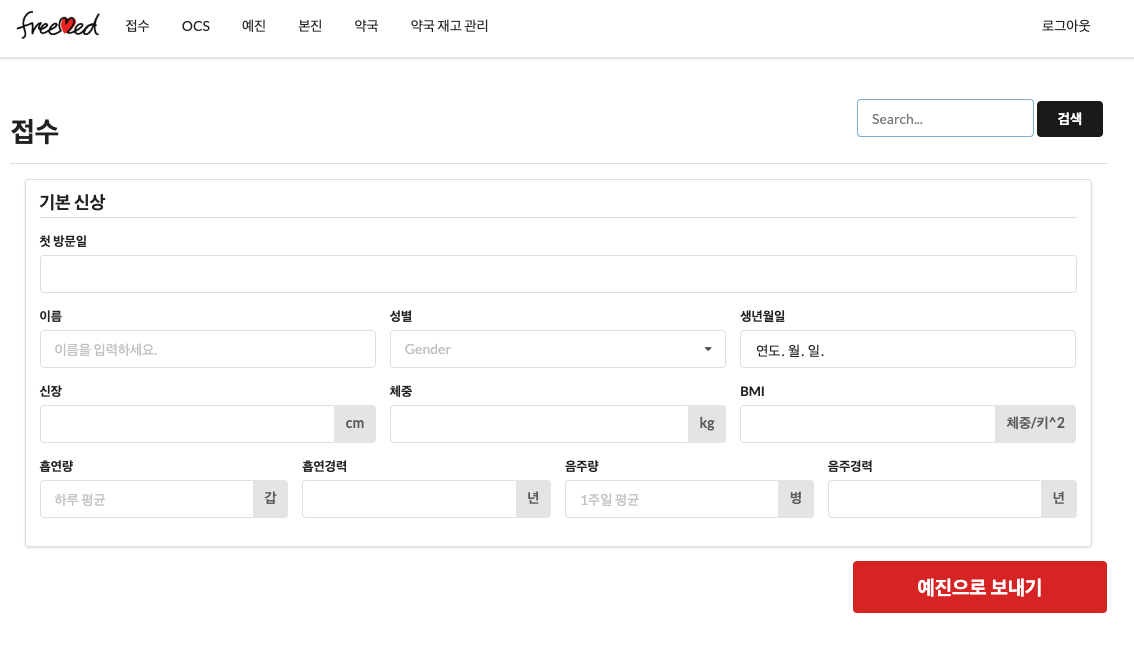 freemed 접수 OCS 예진 본진 약국 약국 재고 관리 로그아웃
접수 Search... 검색
기본 신상
첫 방문일
이름 성별 생년월일
이름을 입력하세요. Gender 연도. 월. 일.
신장 체중 BMI
cm kg 체중/키^2
흡연량 흡연경력 음주량 음주경력
하루 평균 갑 년 1주일 평균 병 년
예진으로 보내기